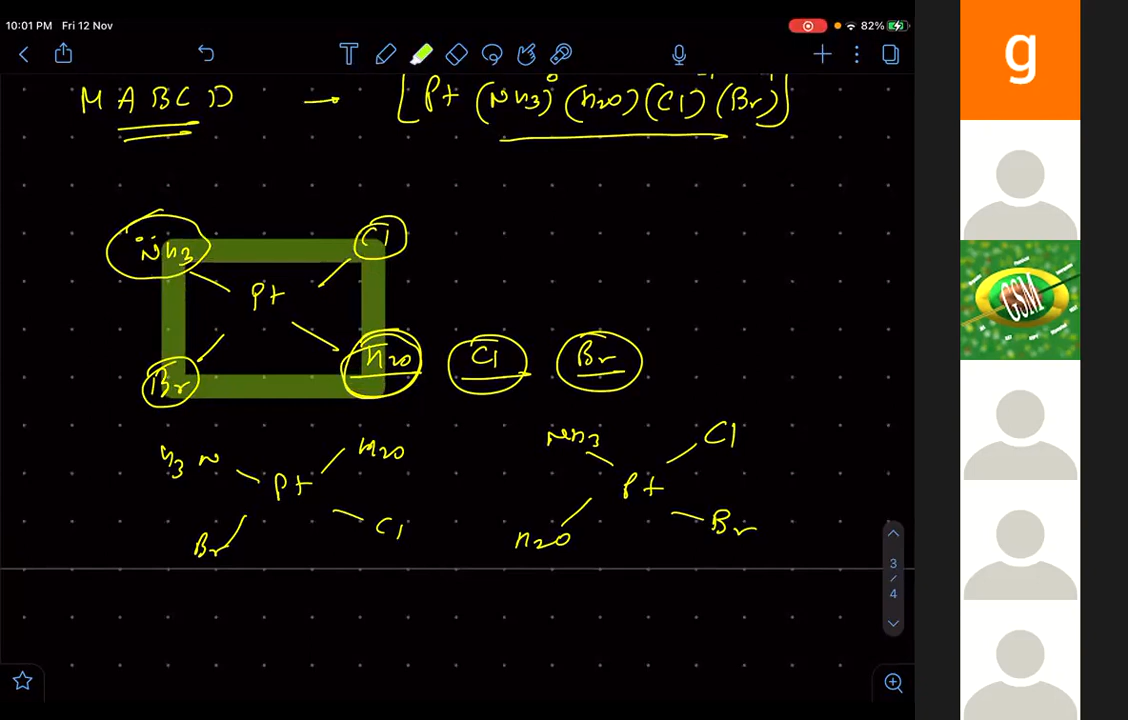 10:01 PM Fri 12 Nov
82%
g
M A B C D → [Pt (NH3)° (H2O) (Cl)⁻ (Br)]
NH3 Cl
Pt
Br H2O Cl Br
GSM
H3N H2O NH3 Cl
Pt Pt
Br Cl H2O Br
3
/
4